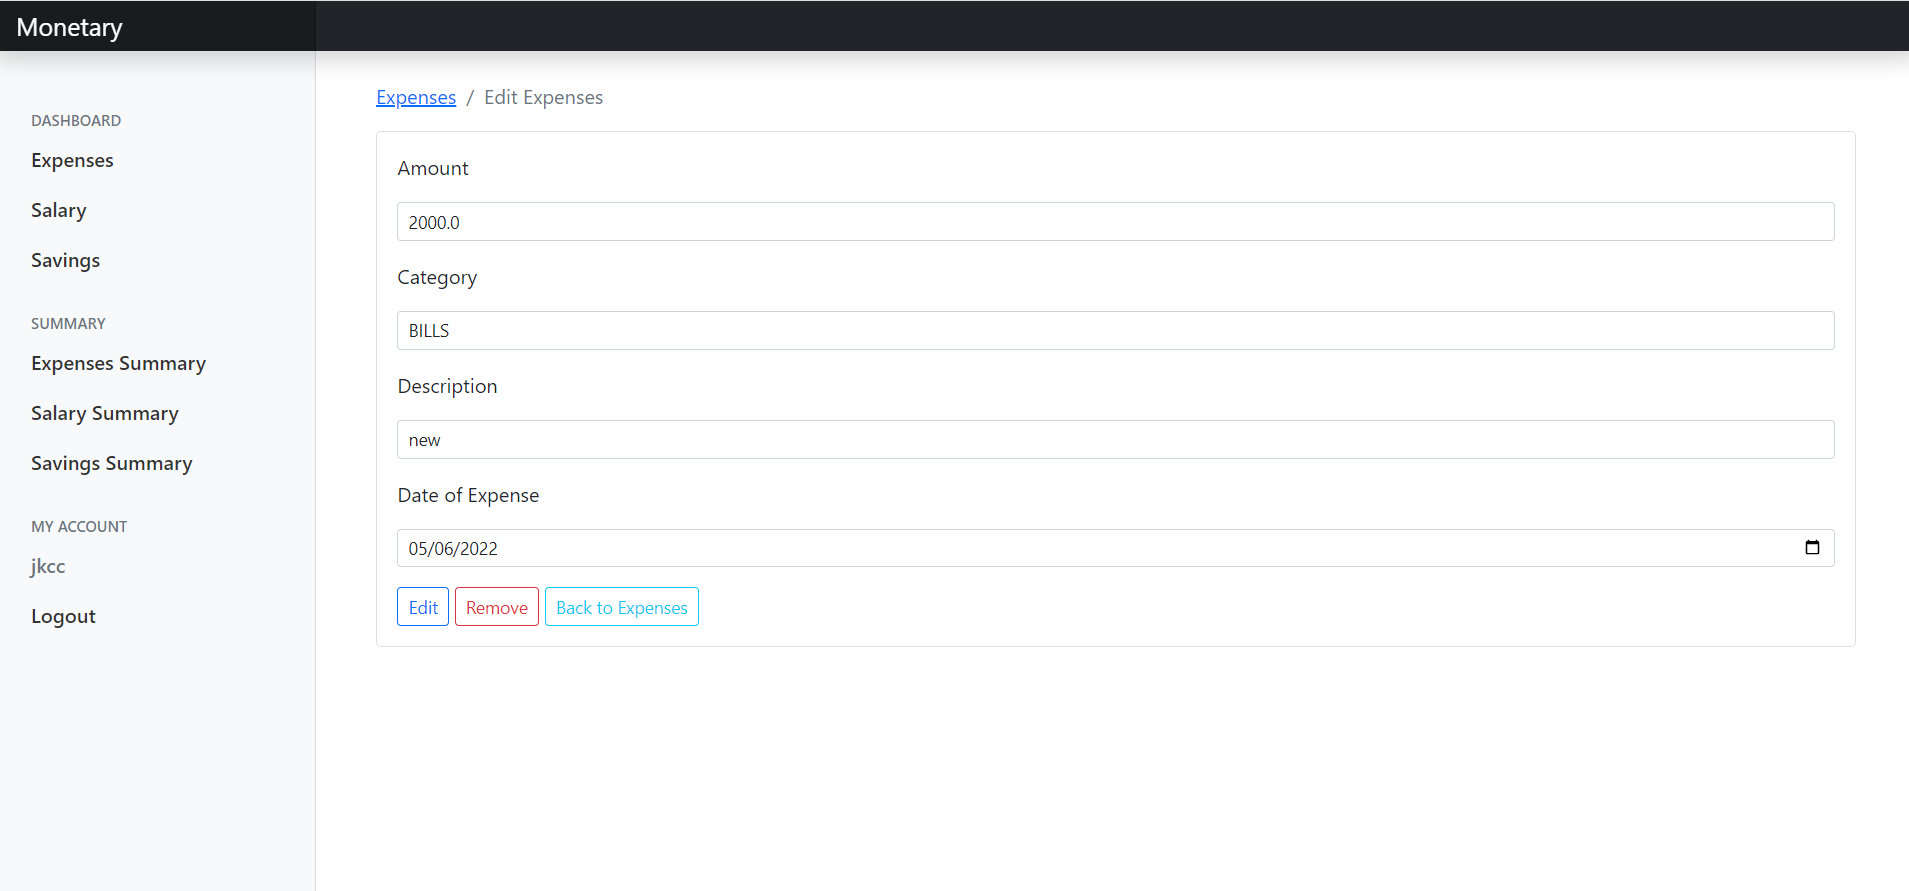 Monetary
DASHBOARD
Expenses
Salary
Savings
SUMMARY
Expenses Summary
Salary Summary
Savings Summary
MY ACCOUNT
jkcc
Logout
Expenses / Edit Expenses
Amount
2000.0
Category
BILLS
Description
new
Date of Expense
05/06/2022
Edit Remove Back to Expenses